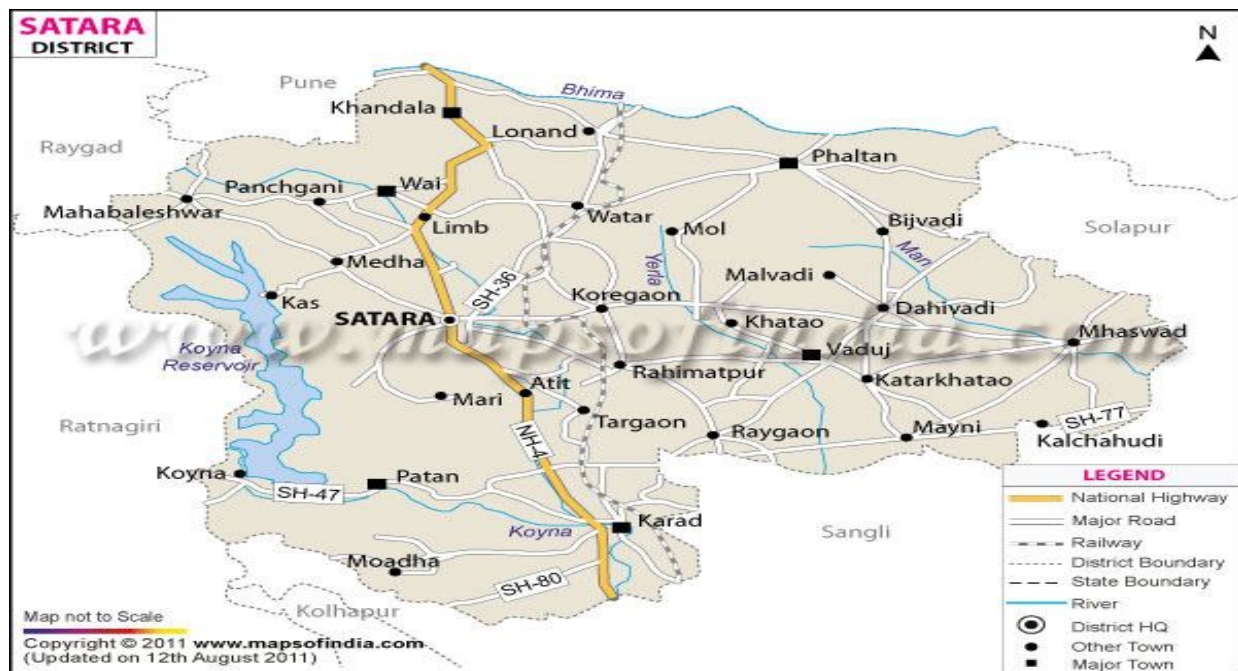 SATARA
DISTRICT
N
Pune
Bhima
Khandala
Lonand
Raygad
Phaltan
Panchgani
Wai
Mahabaleshwar
Limb
Watar
Mol
Bijvadi
Solapur
Medha
Yerla
Malvadi
Man
Kas
SH-36
Koregaon
Dahivadi
SATARA
Khatao
Mhaswad
www.mapsofindia.com
Koyna
Reservoir
Vaduj
Rahimatpur
Atit
Katarkhatao
Mari
Targaon
Ratnagiri
NH-4
Raygaon
Mayni
SH-77
Kalchahudi
Koyna
Patan
SH-47
Koyna
Karad
Sangli
Moadha
SH-80
Kolhapur
LEGEND
National Highway
Major Road
Railway
District Boundary
State Boundary
River
District HQ
Other Town
Major Town
Map not to Scale
Copyright © 2011 www.mapsofindia.com
(Updated on 12th August 2011)